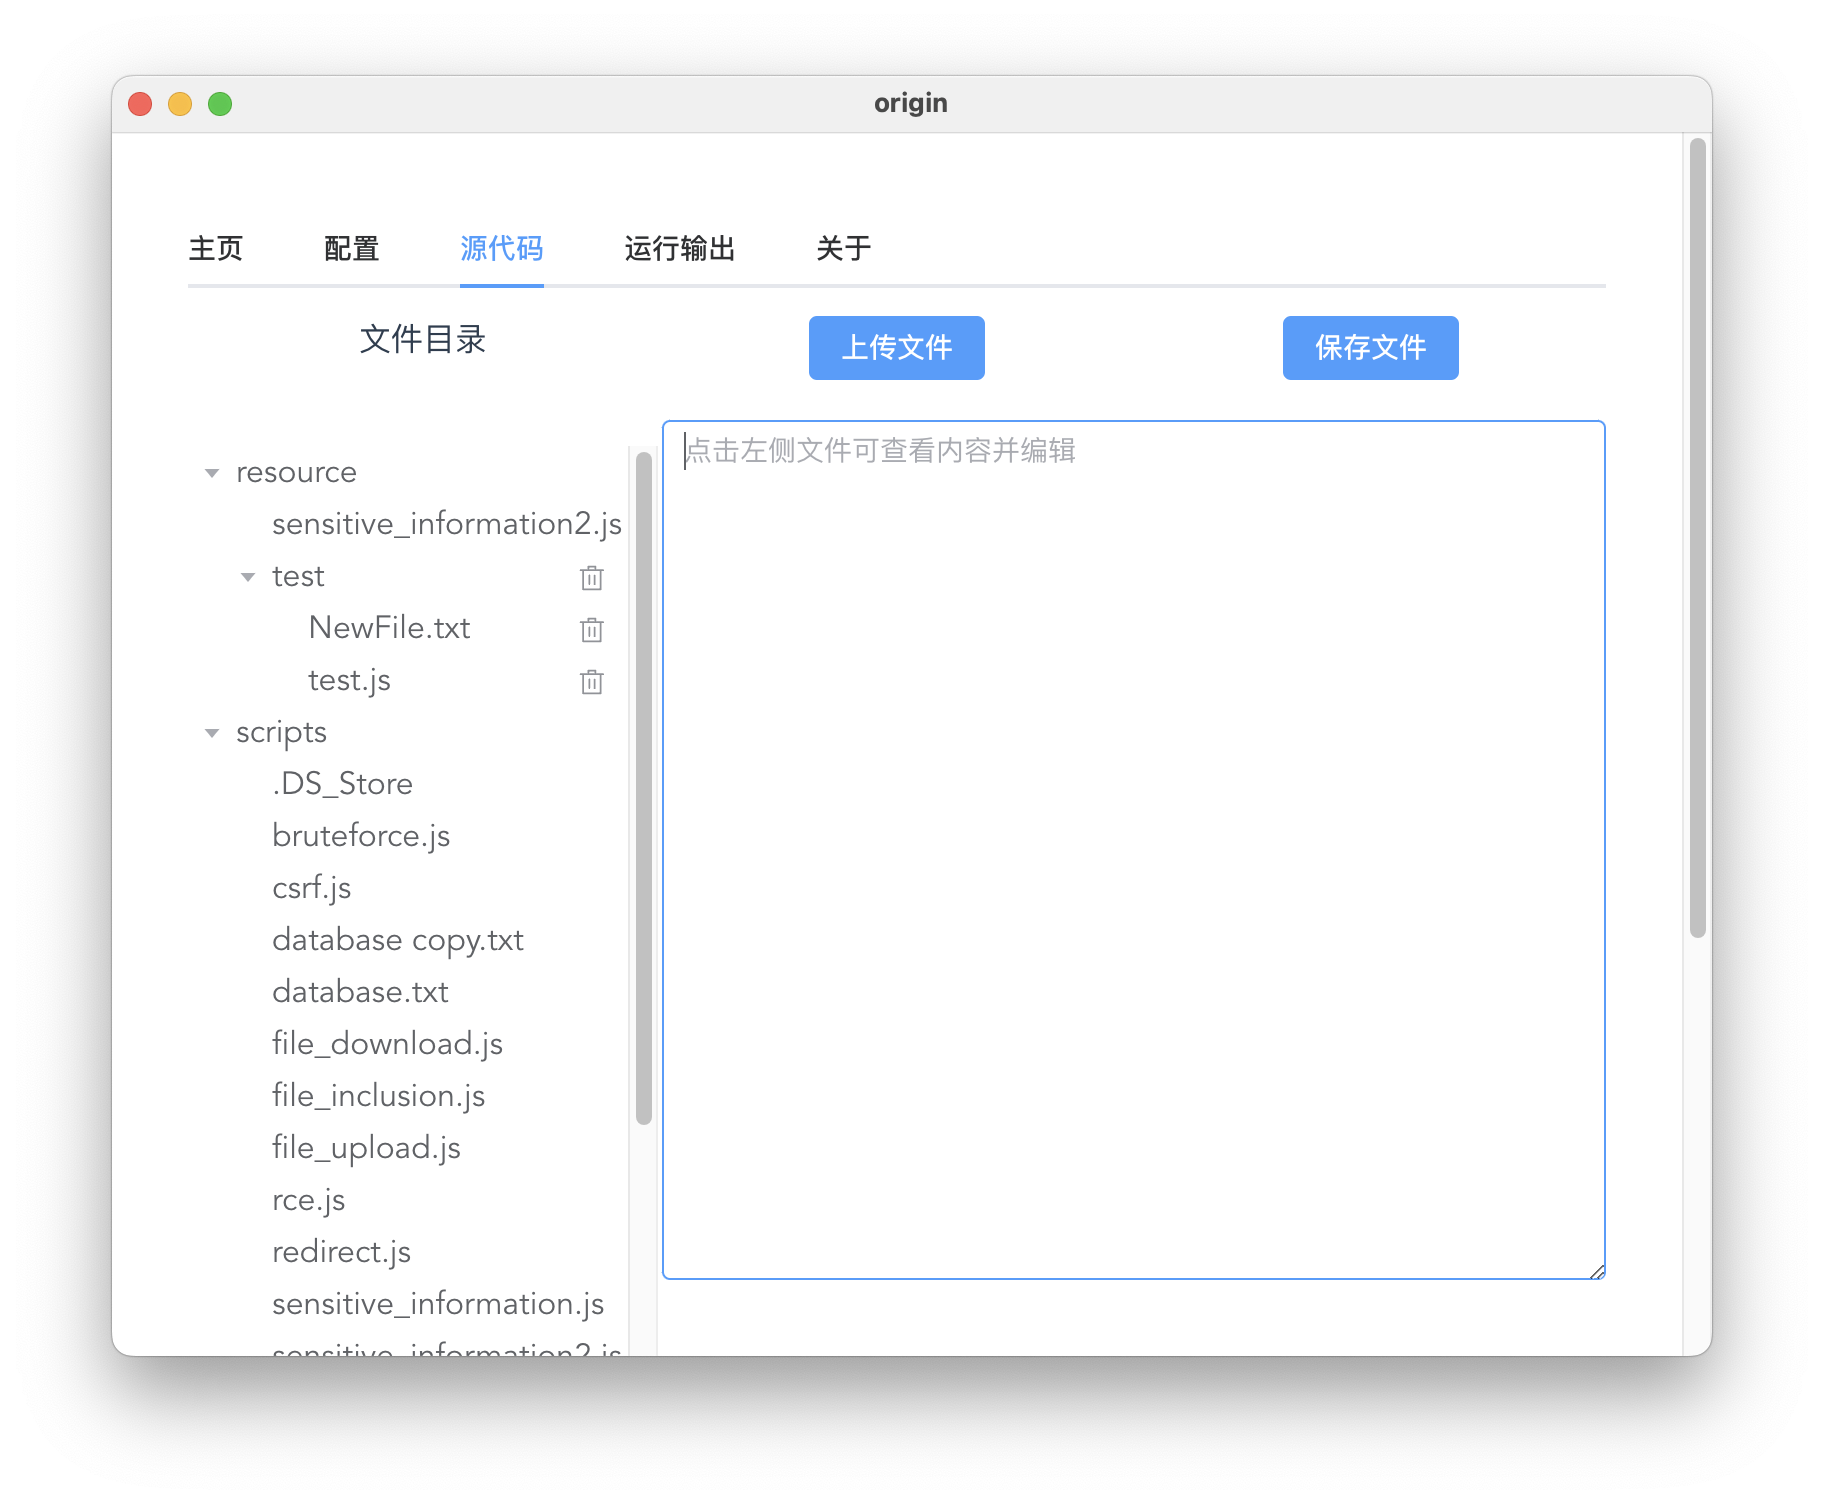 origin
主页 配置 源代码 运行输出 关于
文件目录 上传文件 保存文件
点击左侧文件可查看内容并编辑
resource
sensitive_information2.js
test
NewFile.txt
test.js
scripts
.DS_Store
bruteforce.js
csrf.js
database copy.txt
database.txt
file_download.js
file_inclusion.js
file_upload.js
rce.js
redirect.js
sensitive_information.js
sensitive_information2.js